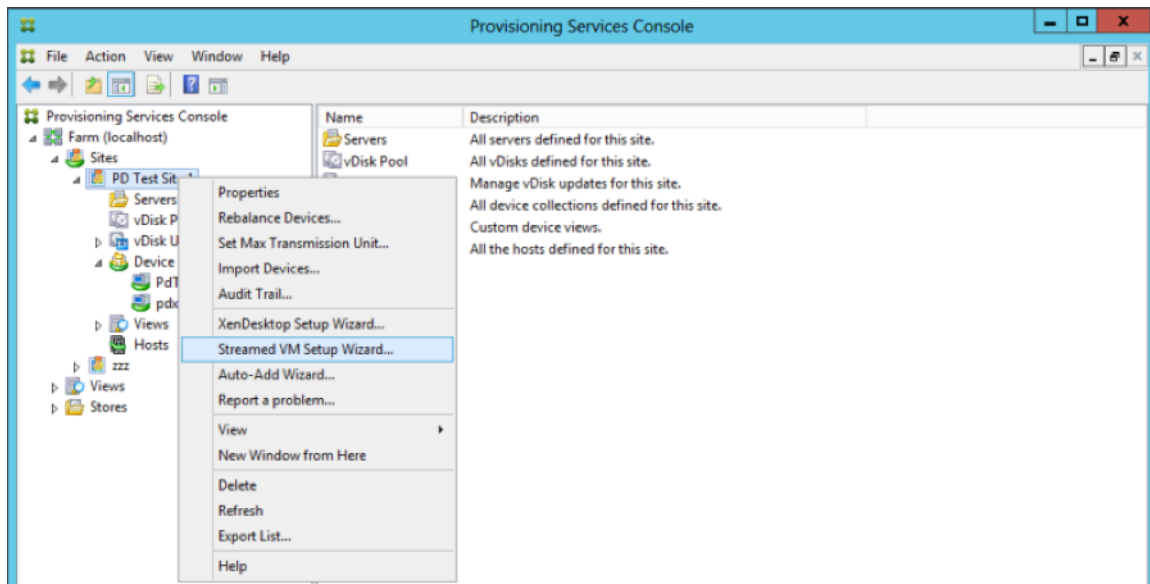 Provisioning Services Console
File Action View Window Help
Provisioning Services Console
Farm (localhost)
Sites
PD Test Sit
Servers
vDisk P
vDisk U
Device
PdT
pdx
Views
Hosts
zzz
Views
Stores
Properties
Rebalance Devices...
Set Max Transmission Unit...
Import Devices...
Audit Trail...
XenDesktop Setup Wizard...
Streamed VM Setup Wizard...
Auto-Add Wizard...
Report a problem...
View
New Window from Here
Delete
Refresh
Export List...
Help
Name Description
Servers All servers defined for this site.
vDisk Pool All vDisks defined for this site.
Manage vDisk updates for this site.
All device collections defined for this site.
Custom device views.
All the hosts defined for this site.